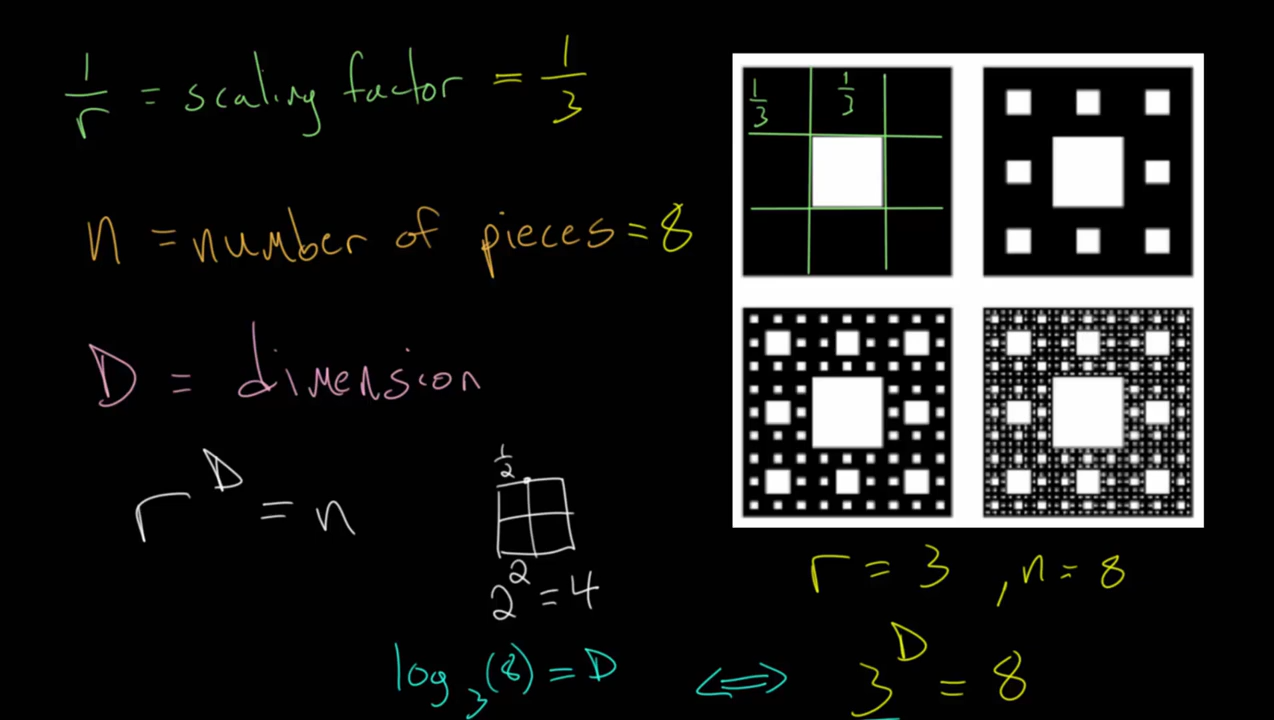 1/r = scaling factor = 1/3
1/3 1/3
n = number of pieces = 8
D = dimension
r^D = n
1/2
2^2 = 4
r = 3 , n = 8
log_3(8) = D ⟺ 3^D = 8